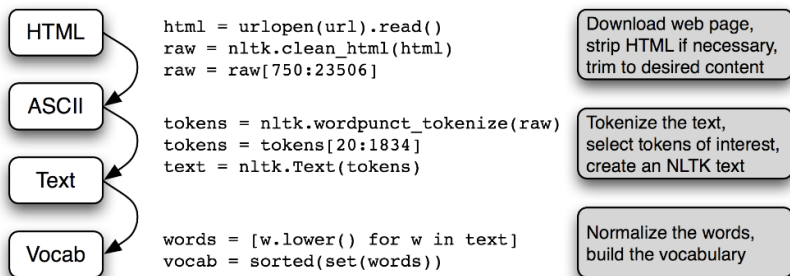 HTML
html = urlopen(url).read()
raw = nltk.clean_html(html)
raw = raw[750:23506]
Download web page,
strip HTML if necessary,
trim to desired content
ASCII
tokens = nltk.wordpunct_tokenize(raw)
tokens = tokens[20:1834]
text = nltk.Text(tokens)
Tokenize the text,
select tokens of interest,
create an NLTK text
Text
words = [w.lower() for w in text]
vocab = sorted(set(words))
Normalize the words,
build the vocabulary
Vocab